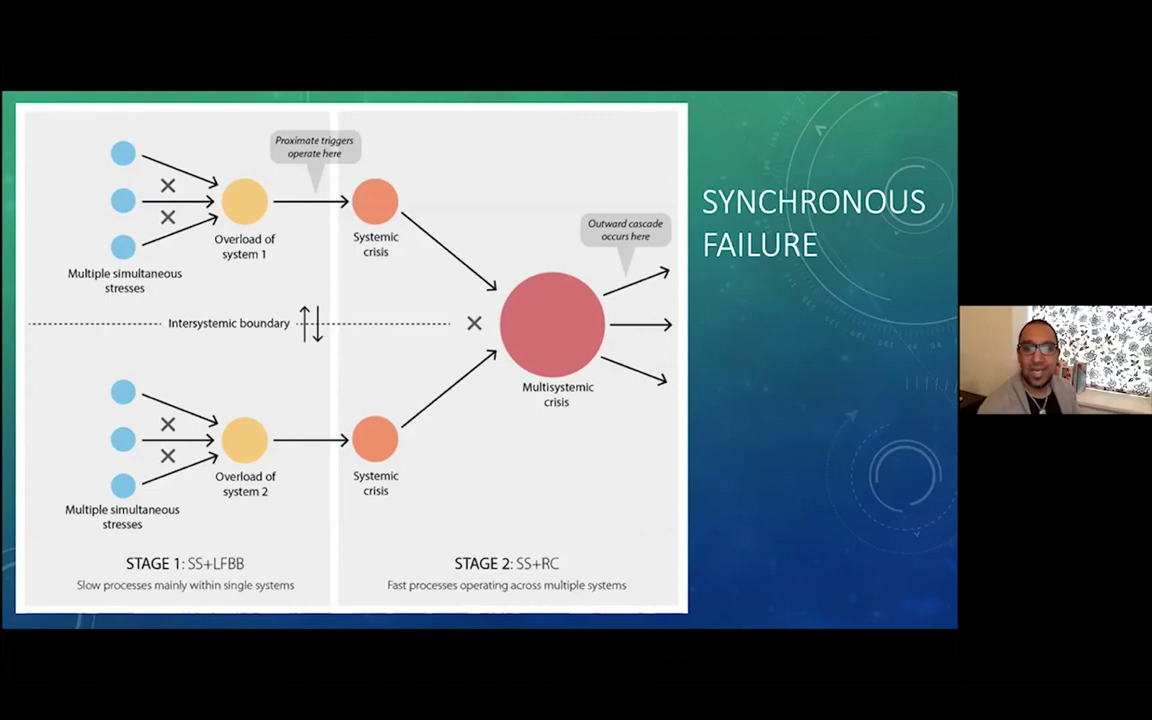 Proximate triggers
operate here
Overload of
system 1
Systemic
crisis
Multiple simultaneous
stresses
Outward cascade
occurs here
Intersystemic boundary
Multisystemic
crisis
Overload of
system 2
Systemic
crisis
Multiple simultaneous
stresses
STAGE 1: SS+LFBB
Slow processes mainly within single systems
STAGE 2: SS+RC
Fast processes operating across multiple systems
SYNCHRONOUS
FAILURE